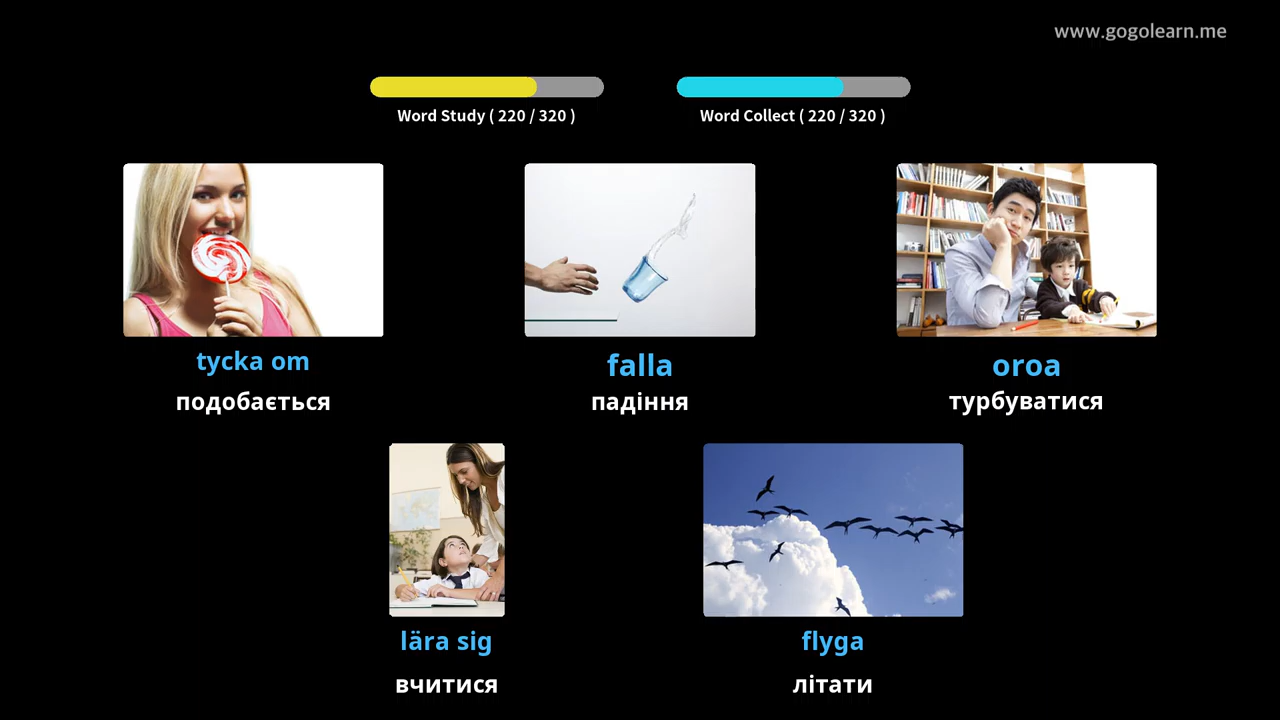 www.gogolearn.me
Word Study ( 220 / 320 )
Word Collect ( 220 / 320 )
tycka om
подобається
falla
падіння
oroa
турбуватися
lära sig
вчитися
flyga
літати